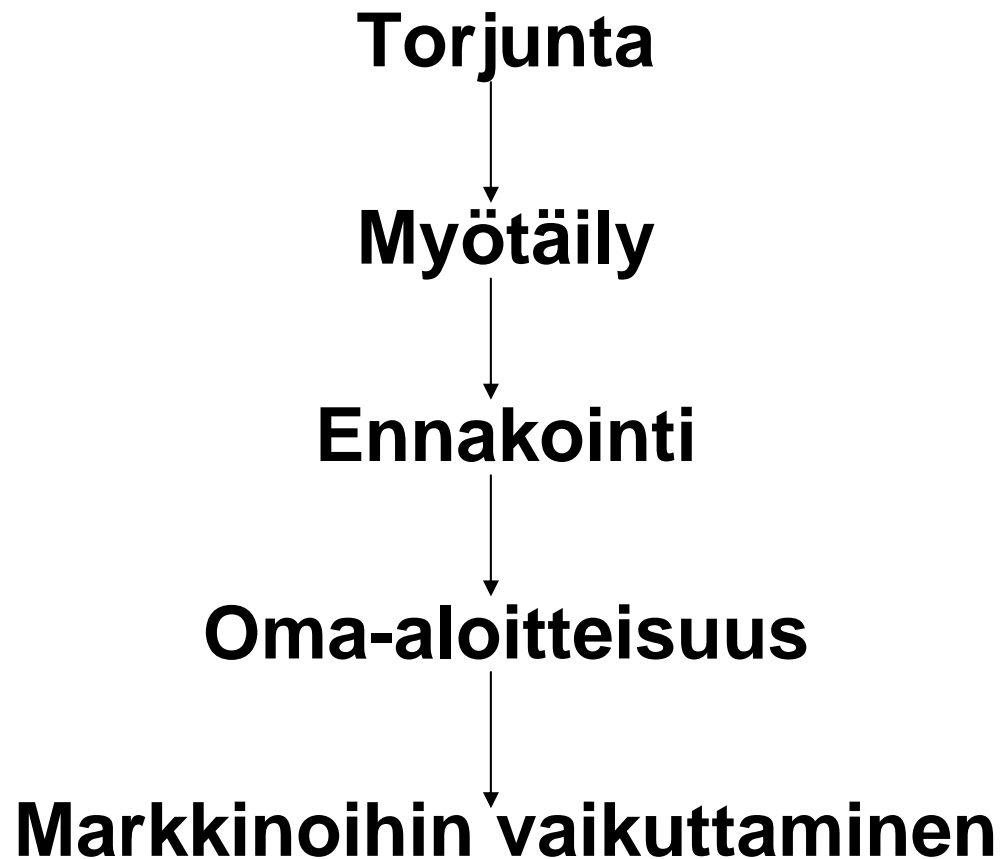 Torjunta
Myötäily
Ennakointi
Oma-aloitteisuus
Markkinoihin vaikuttaminen